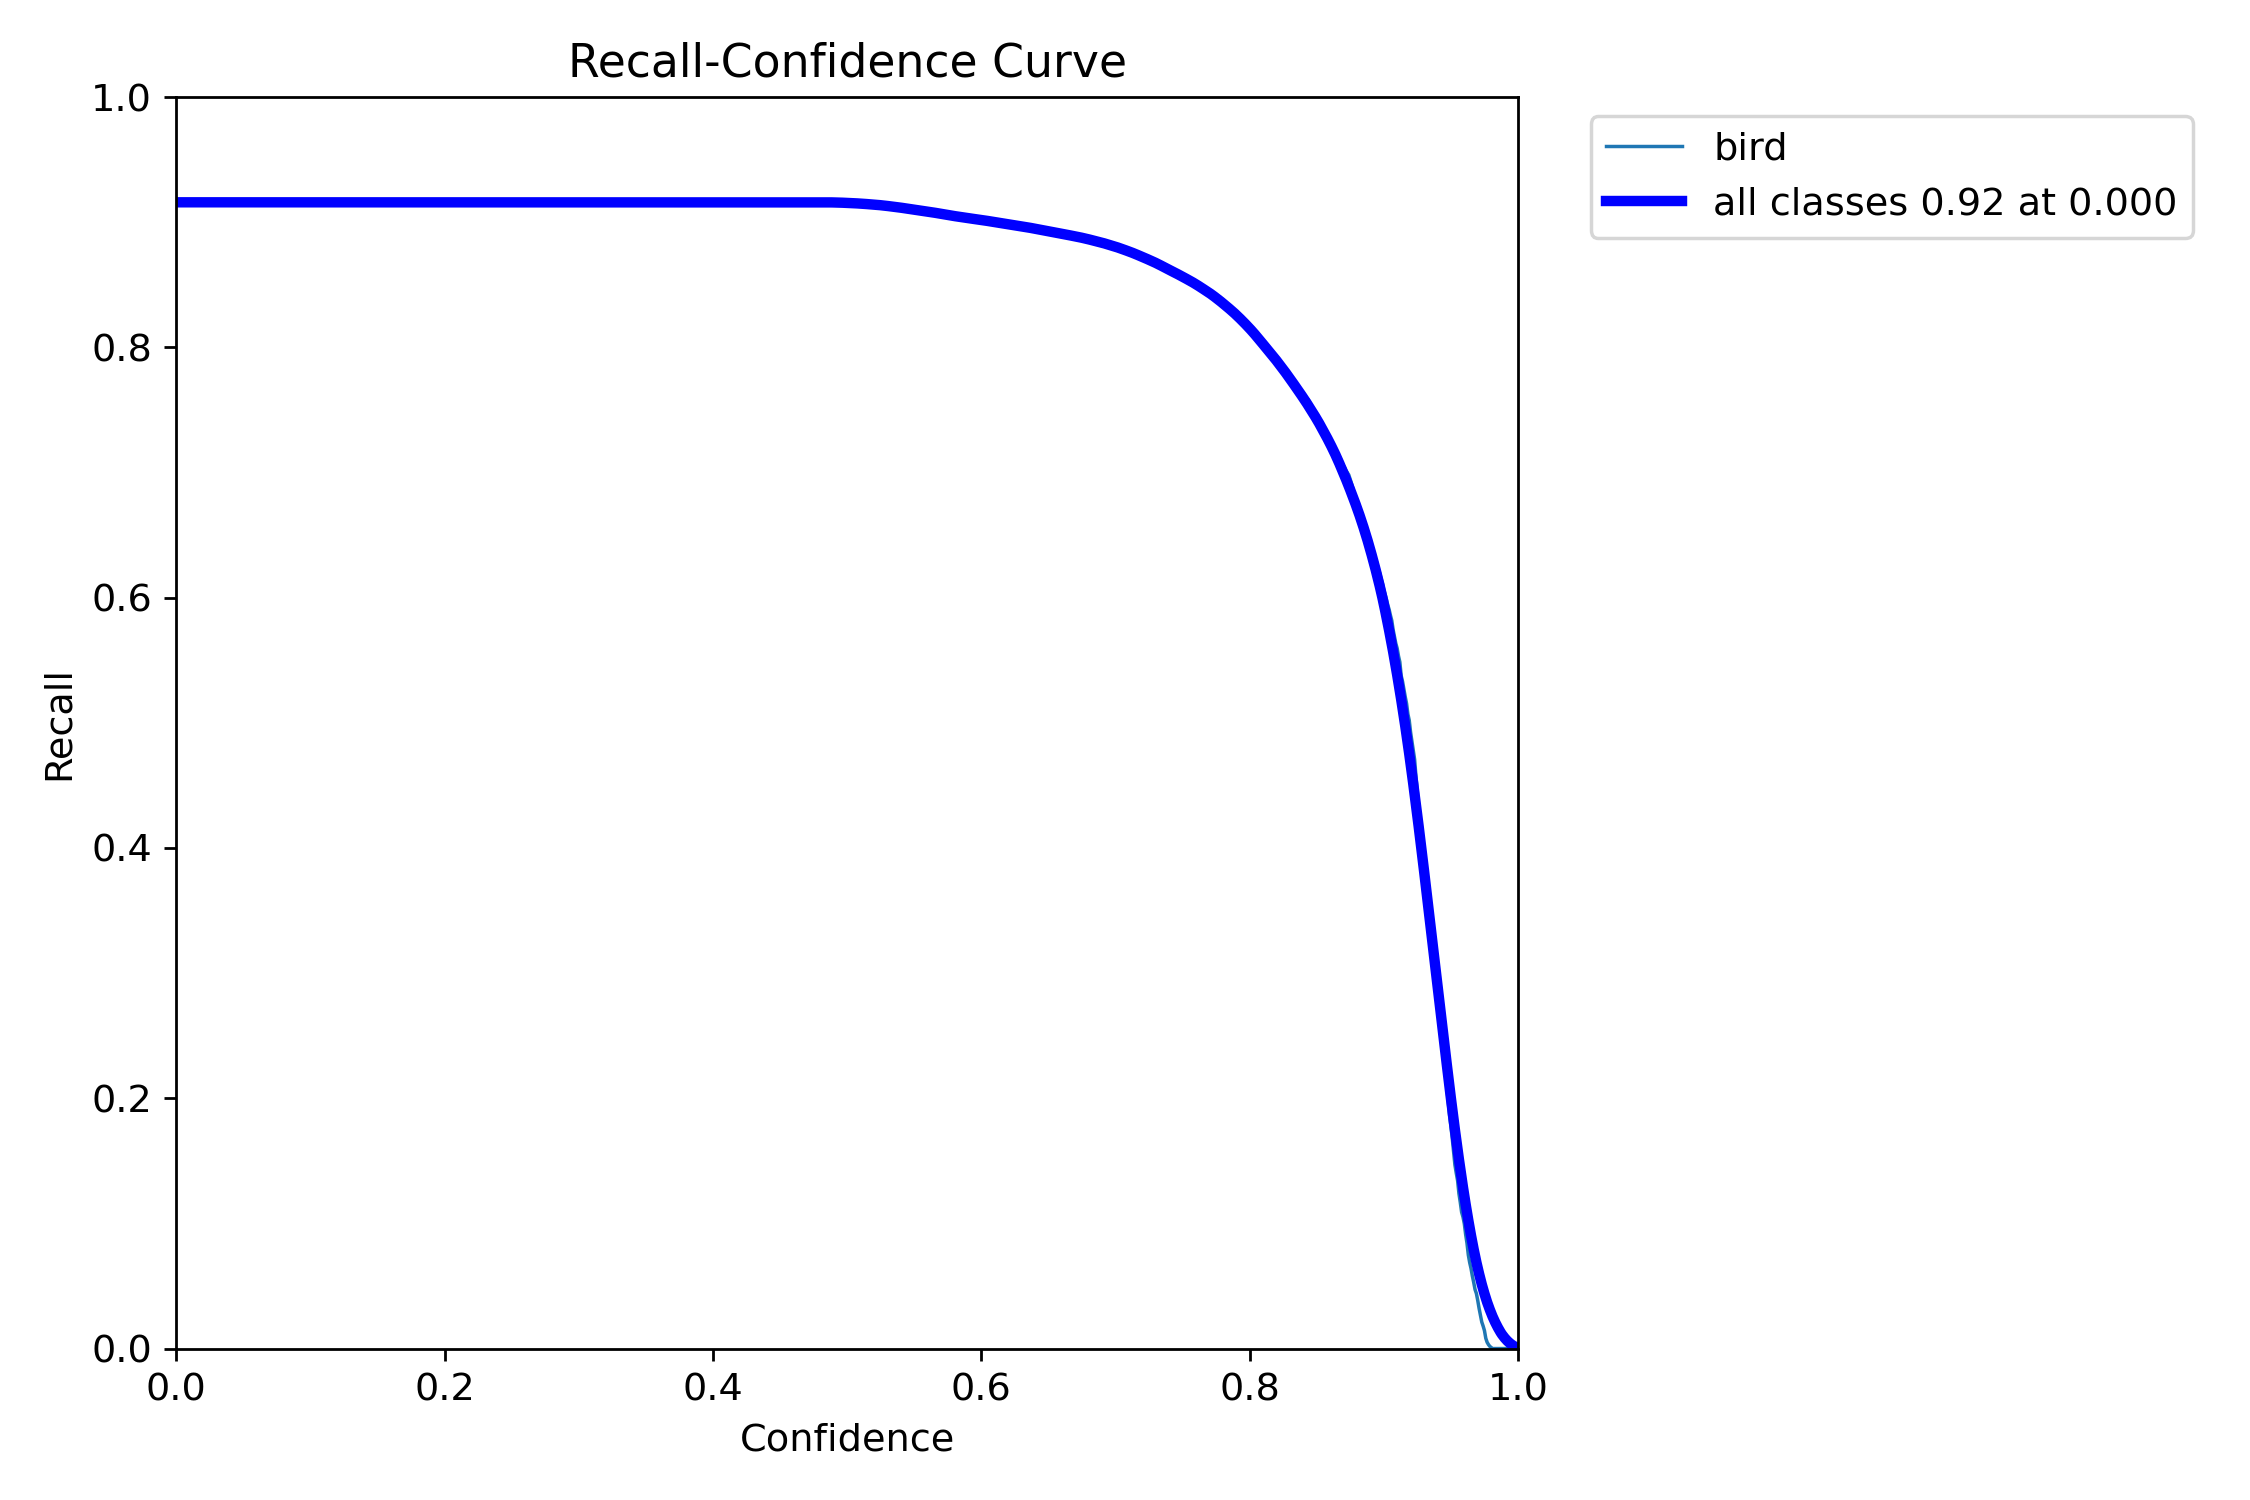 Recall-Confidence Curve
1.0
0.8
0.6
0.4
0.2
0.0
Recall
0.0 0.2 0.4 0.6 0.8 1.0
Confidence
bird
all classes 0.92 at 0.000